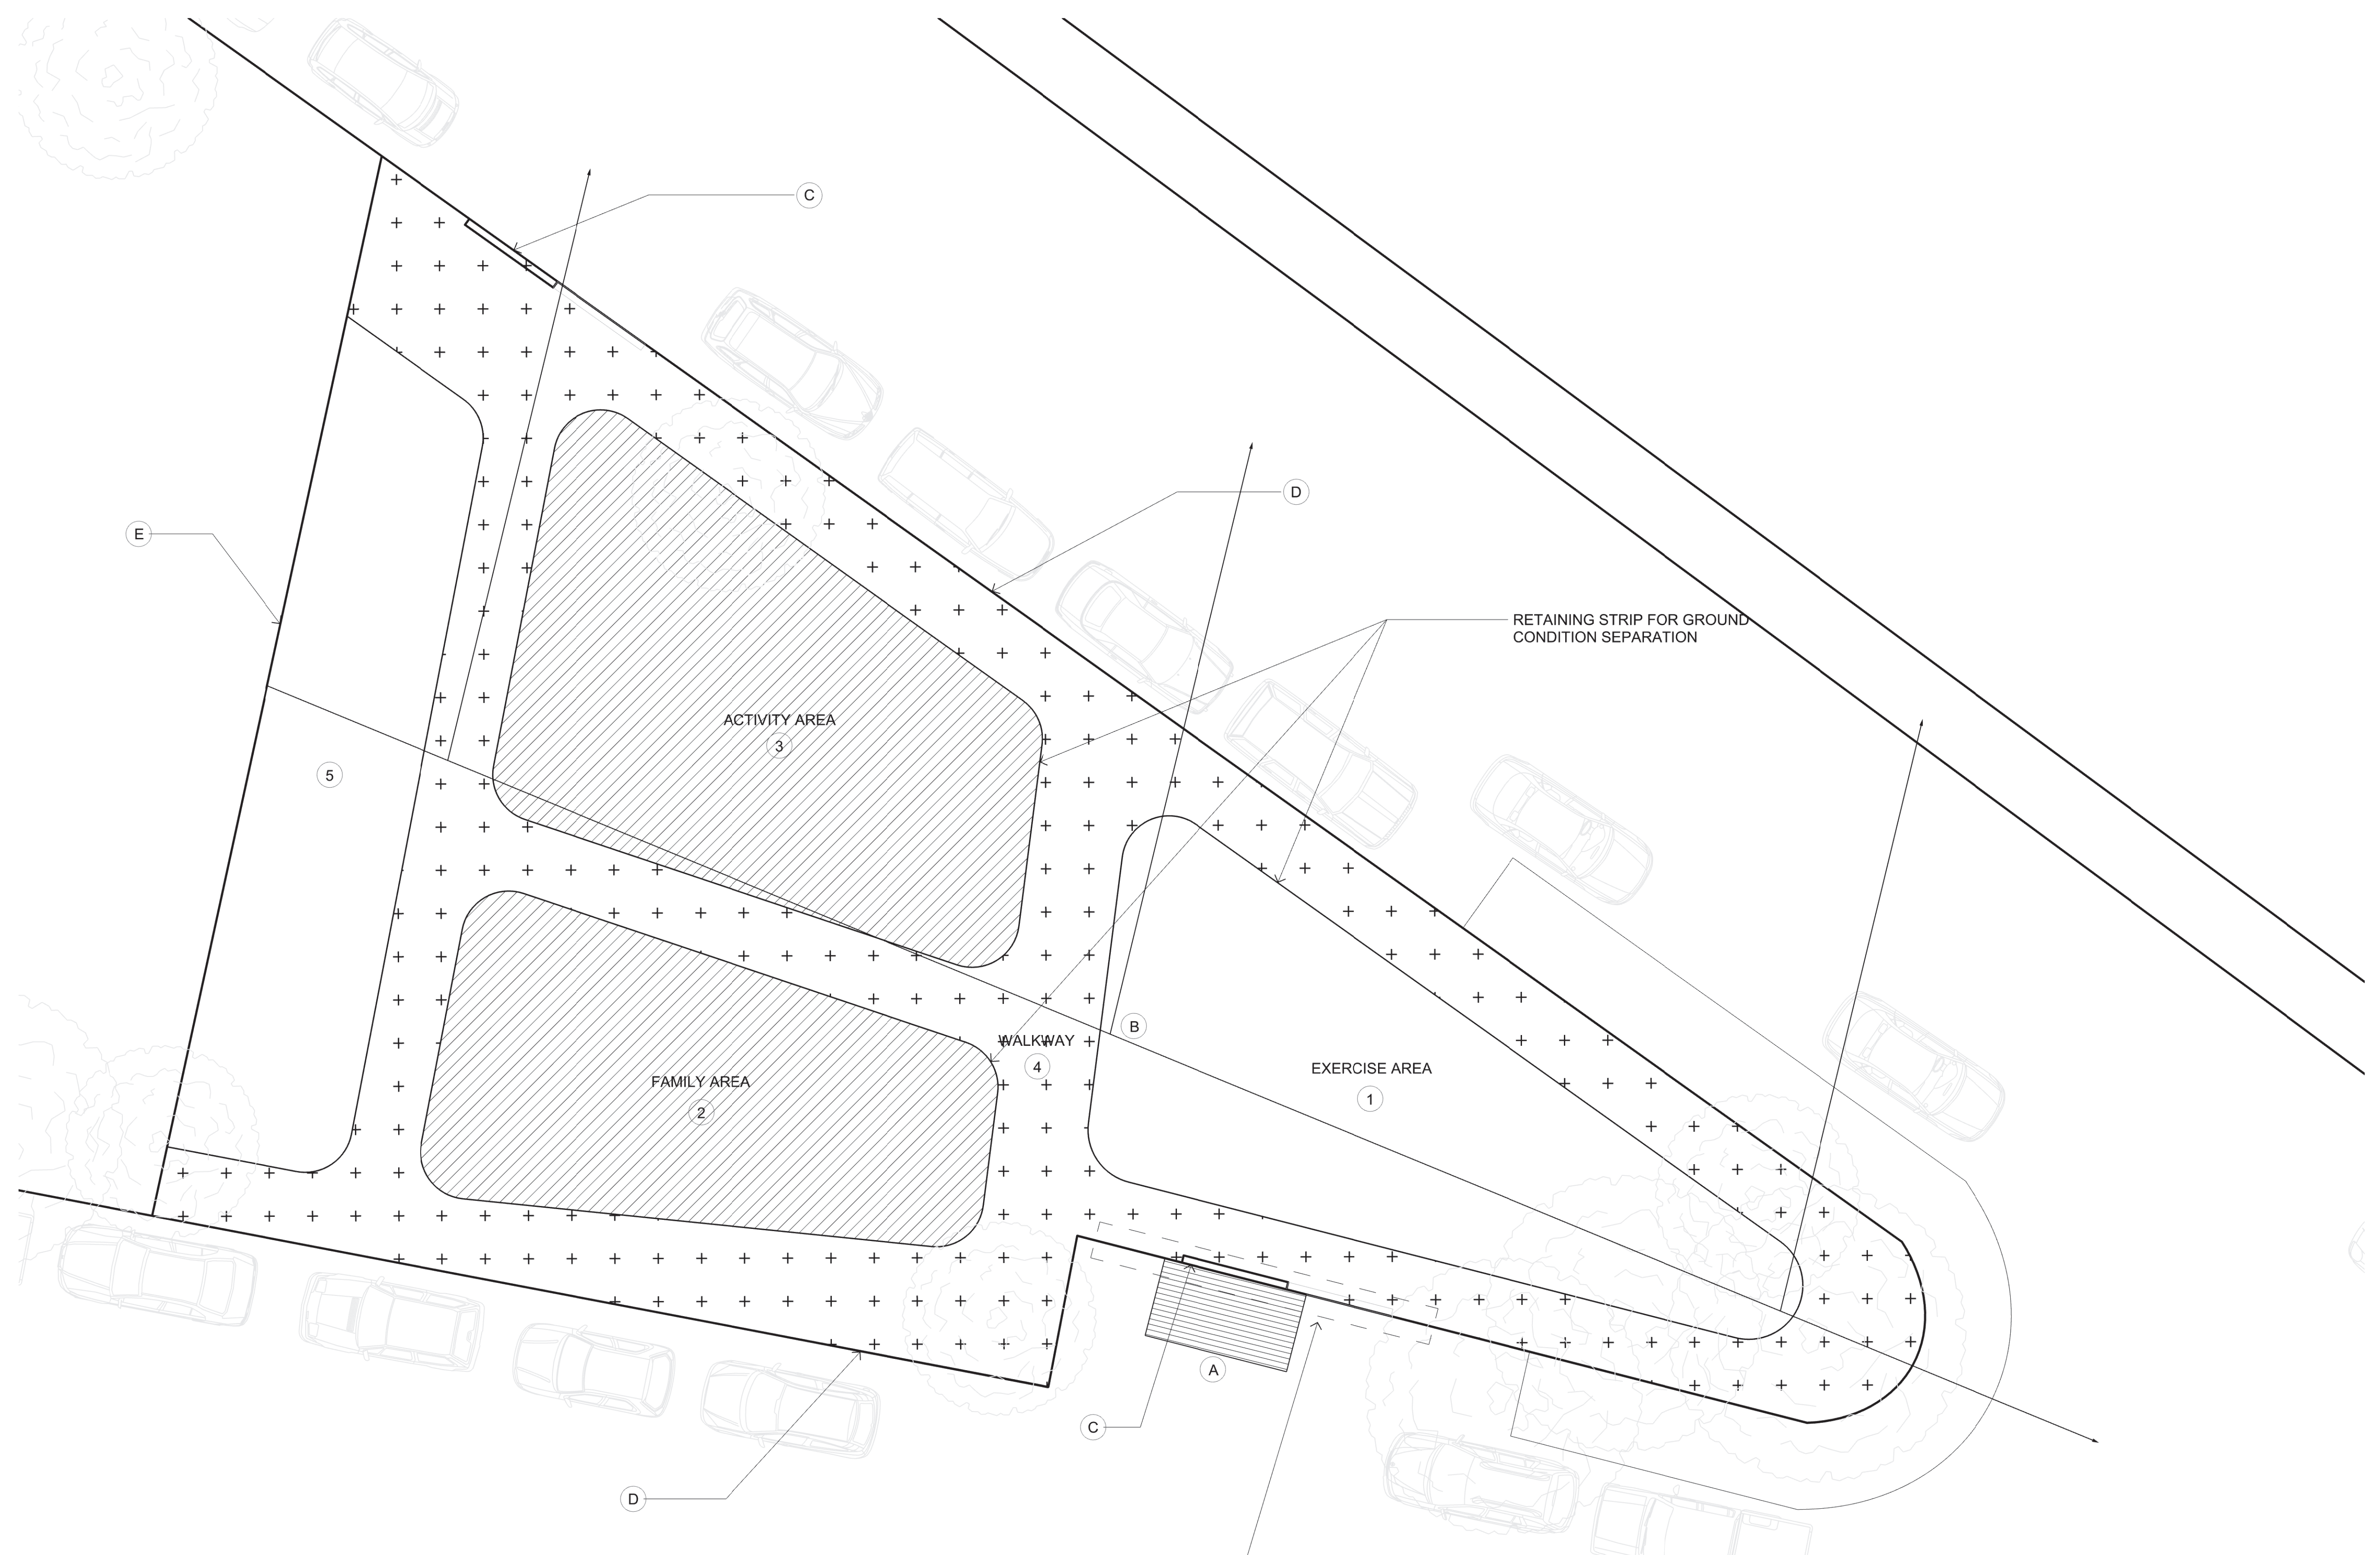 C
D
E
RETAINING STRIP FOR GROUND
CONDITION SEPARATION
ACTIVITY AREA
3
5
B
WALKWAY
4
EXERCISE AREA
1
FAMILY AREA
2
A
C
D